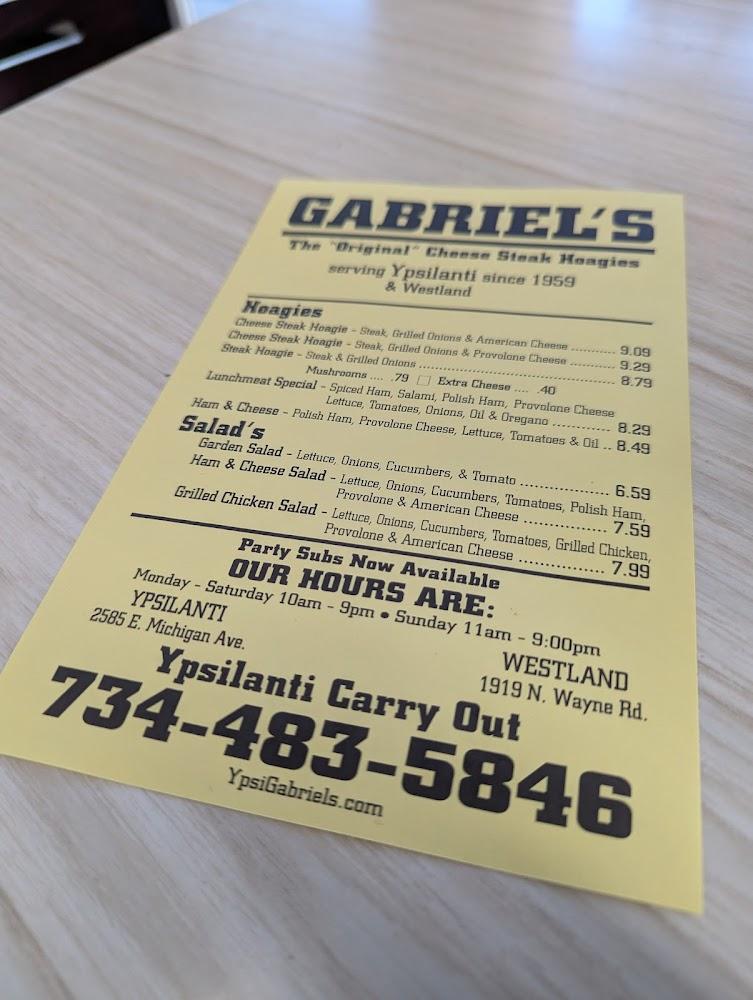 GABRIEL'S
The "Original" Cheese Steak Hoagies
serving Ypsilanti since 1959
& Westland
Hoagies
Cheese Steak Hoagie - Steak, Grilled Onions & American Cheese ........... 9.09
Cheese Steak Hoagie - Steak, Grilled Onions & Provolone Cheese ........... 9.29
Steak Hoagie - Steak & Grilled Onions ................................................ 8.79
Mushrooms .... .79 □ Extra Cheese .... .40
Lunchmeat Special - Spiced Ham, Salami, Polish Ham, Provolone Cheese
Lettuce, Tomatoes, Onions, Oil & Oregano ............. 8.29
Ham & Cheese - Polish Ham, Provolone Cheese, Lettuce, Tomatoes & Oil .. 8.49
Salad's
Garden Salad - Lettuce, Onions, Cucumbers, & Tomato .................. 6.59
Ham & Cheese Salad - Lettuce, Onions, Cucumbers, Tomatoes, Polish Ham,
Provolone & American Cheese ................. 7.59
Grilled Chicken Salad - Lettuce, Onions, Cucumbers, Tomatoes, Grilled Chicken,
Provolone & American Cheese ................. 7.99
Party Subs Now Available
OUR HOURS ARE:
Monday - Saturday 10am - 9pm • Sunday 11am - 9:00pm
YPSILANTI
2585 E. Michigan Ave.
WESTLAND
1919 N. Wayne Rd.
Ypsilanti Carry Out
734-483-5846
YpsiGabriels.com